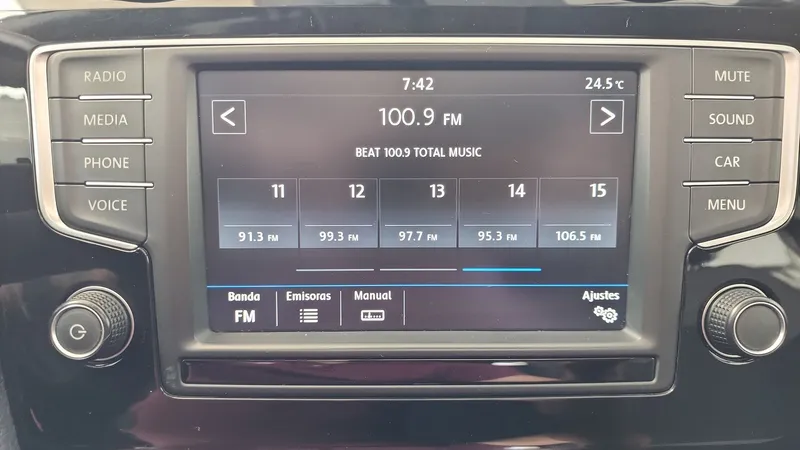 RADIO
MEDIA
PHONE
VOICE
7:42
24.5°C
<
100.9 FM
>
BEAT 100.9 TOTAL MUSIC
11 12 13 14 15
91.3 FM 99.3 FM 97.7 FM 95.3 FM 106.5 FM
Banda Emisoras Manual Ajustes
FM
MUTE
SOUND
CAR
MENU